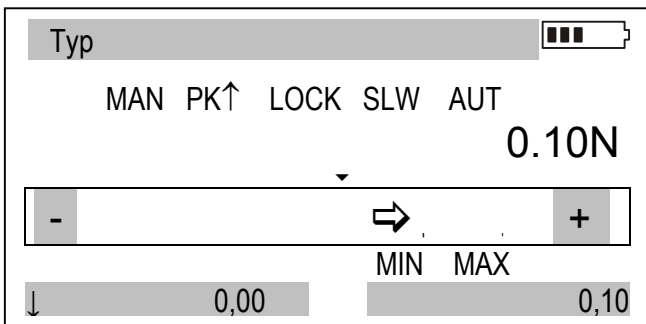 Typ
MAN PK↑ LOCK SLW AUT
0.10N
- +
MIN MAX
↓ 0,00 0,10